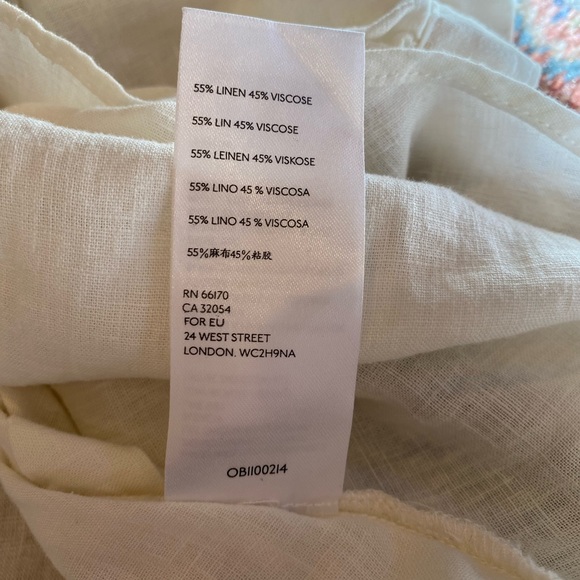 55% LINEN 45% VISCOSE
55% LIN 45% VISCOSE
55% LEINEN 45% VISKOSE
55% LINO 45 % VISCOSA
55% LINO 45 % VISCOSA
55%麻布45%粘胶
RN 66170
CA 32054
FOR EU
24 WEST STREET
LONDON. WC2H9NA
OB1100214